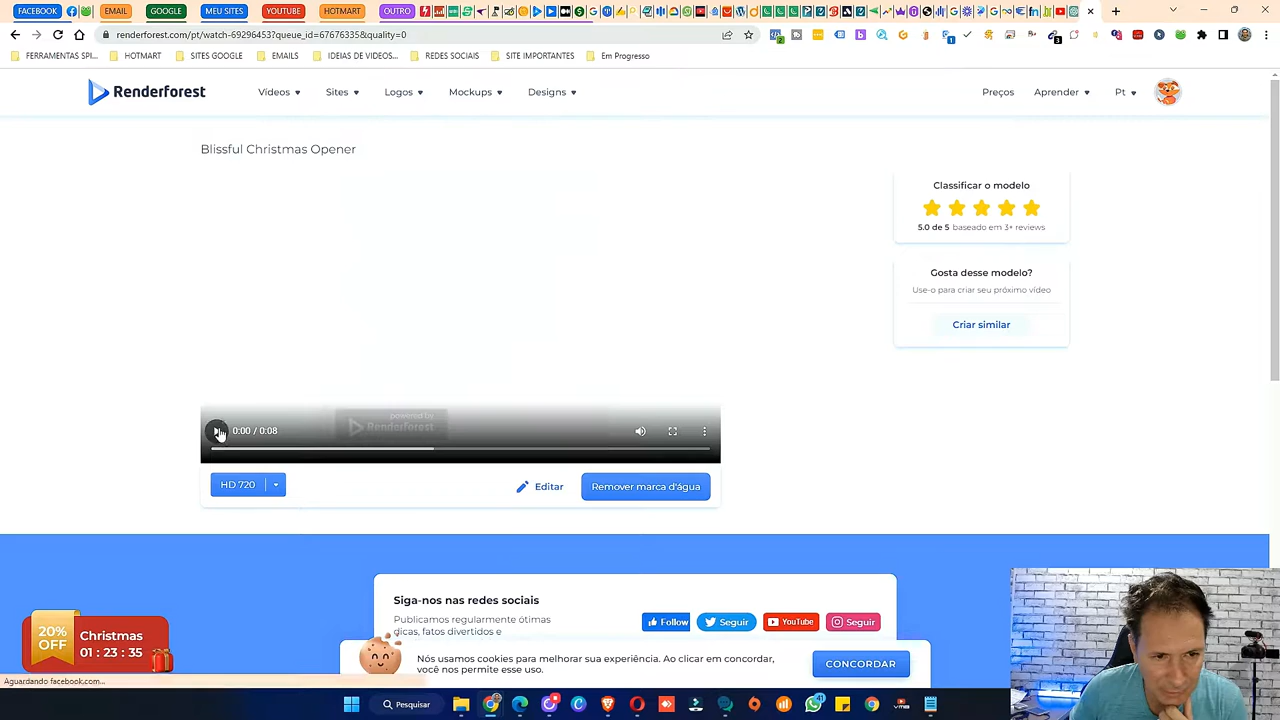 FACEBOOK EMAIL GOOGLE MEU SITES YOUTUBE HOTMART OUTRO
renderforest.com/pt/watch-69296453?queue_id=67676335&quality=0
FERRAMENTAS SPI... HOTMART SITES GOOGLE EMAILS IDEIAS DE VIDEOS... REDES SOCIAIS SITE IMPORTANTES Em Progresso
Renderforest Vídeos Sites Logos Mockups Designs Preços Aprender Pt
Blissful Christmas Opener
Classificar o modelo
5.0 de 5 baseado em 3+ reviews
Gosta desse modelo?
Use-o para criar seu próximo vídeo
Criar similar
powered by
Renderforest
0:00 / 0:08
HD 720 Editar Remover marca d'água
Siga-nos nas redes sociais
Publicamos regularmente otimas
dicas, fatos divertidos e
Follow Seguir YouTube Seguir
20%
OFF
Christmas
01 : 23 : 35
Nós usamos cookies para melhorar sua experiência. Ao clicar em concordar,
você nos permite esse uso.
CONCORDAR
Aguardando facebook.com...
Pesquisar